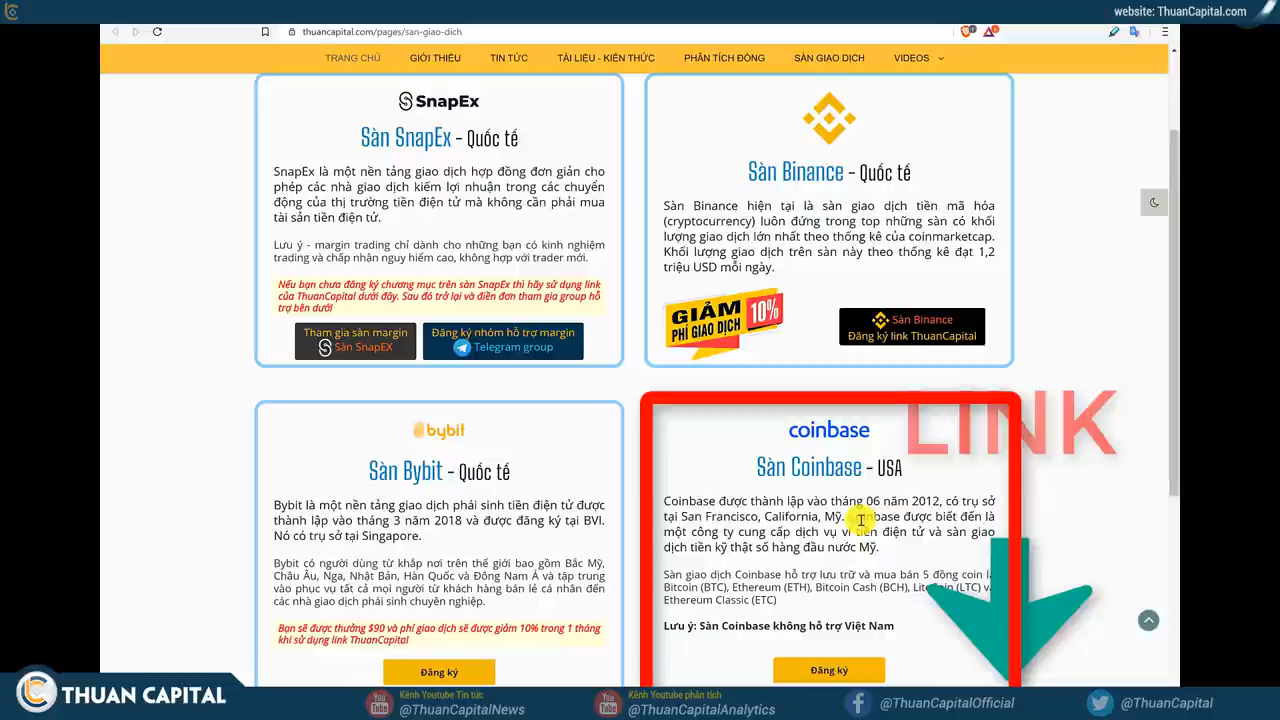 website: ThuanCapital.com
thuancapital.com/pages/san-giao-dich
TRANG CHỦ
GIỚI THIỆU
TIN TỨC
TÀI LIỆU - KIẾN THỨC
PHÂN TÍCH ĐỘNG
SÀN GIAO DỊCH
VIDEOS
SnapEx
Sàn SnapEx - Quốc tế
SnapEx là một nền tảng giao dịch hợp đồng đơn giản cho
phép các nhà giao dịch kiếm lợi nhuận trong các chuyển
động của thị trường tiền điện tử mà không cần phải mua
tài sản tiền điện tử.
Lưu ý - margin trading chỉ dành cho những bạn có kinh nghiệm
trading và chấp nhận nguy hiểm cao, không hợp với trader mới.
Nếu bạn chưa đăng ký chương mục trên sàn SnapEx thì hãy sử dụng link
của ThuanCapital dưới đây. Sau đó trở lại và điền đơn tham gia group hỗ
trợ bên dưới
Tham gia sàn margin
Sàn SnapEX
Đăng ký nhóm hỗ trợ margin
Telegram group
Sàn Binance - Quốc tế
Sàn Binance hiện tại là sàn giao dịch tiền mã hóa
(cryptocurrency) luôn đứng trong top những sàn có khối
lượng giao dịch lớn nhất theo thống kê của coinmarketcap.
Khối lượng giao dịch trên sàn này theo thống kê đạt 1,2
triệu USD mỗi ngày.
GIẢM
PHÍ GIAO DỊCH
10%
Sàn Binance
Đăng ký link ThuanCapital
bybit
Sàn Bybit - Quốc tế
Bybit là một nền tảng giao dịch phái sinh tiền điện tử được
thành lập vào tháng 3 năm 2018 và được đăng ký tại BVI.
Nó có trụ sở tại Singapore.
Bybit có người dùng từ khắp nơi trên thế giới bao gồm Bắc Mỹ,
Châu Âu, Nga, Nhật Bản, Hàn Quốc và Đông Nam Á và tập trung
vào phục vụ tất cả mọi người từ khách hàng bán lẻ cá nhân đến
các nhà giao dịch phái sinh chuyên nghiệp.
Bạn sẽ được thưởng $90 và phí giao dịch sẽ được giảm 10% trong 1 tháng
khi sử dụng link ThuanCapital
Đăng ký
LINK
coinbase
Sàn Coinbase - USA
Coinbase được thành lập vào tháng 06 năm 2012, có trụ sở
tại San Francisco, California, Mỹ. được biết đến là
một công ty cung cấp dịch vụ ví tiền điện tử và sàn giao
dịch tiền kỹ thật số hàng đầu nước Mỹ.
Sàn giao dịch Coinbase hỗ trợ lưu trữ và mua bán 5 đồng coin
Bitcoin (BTC), Ethereum (ETH), Bitcoin Cash (BCH), (LTC)
Ethereum Classic (ETC)
Lưu ý: Sàn Coinbase không hỗ trợ Việt Nam
Đăng ký
THUAN CAPITAL
Kênh Youtube Tin tức
@ThuanCapitalNews
Kênh Youtube phân tích
@ThuanCapitalAnalytics
@ThuanCapitalOfficial
@ThuanCapital